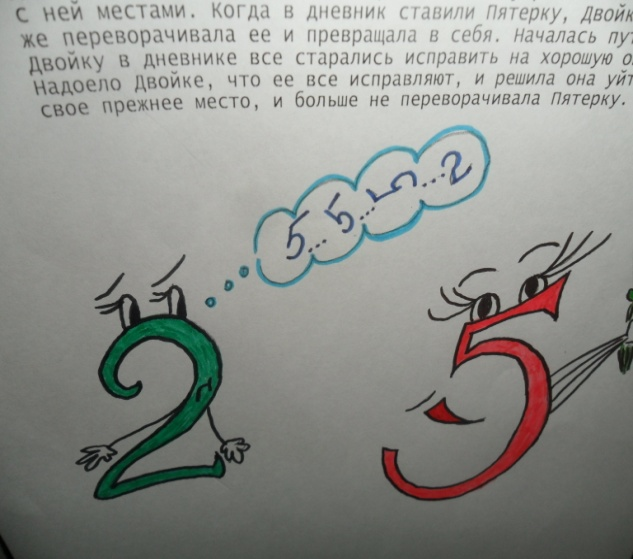 с ней местами. Когда в дневник ставили Пятерку, Двойк
же переворачивала ее и превращала в себя. Началась пу
Двойку в дневнике все старались исправить на хорошую о
Надоело Двойке, что ее все исправляют, и решила она уйт
свое прежнее место, и больше не переворачивала Пятерку.
5...5...5...2
2
5